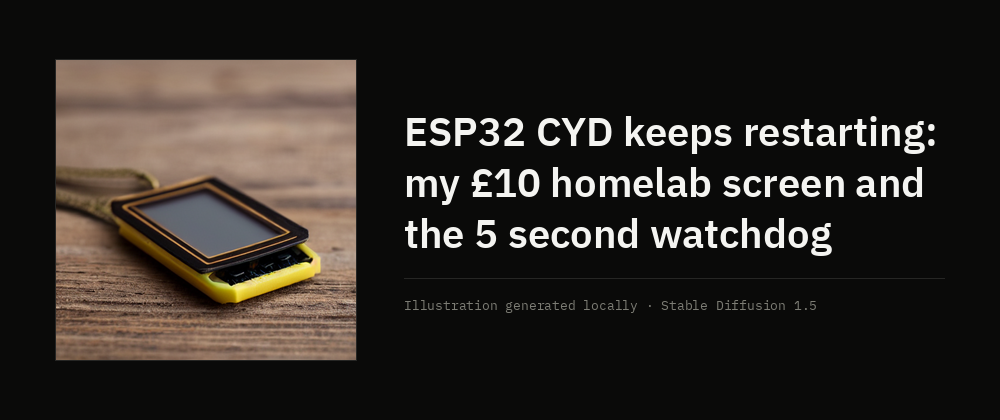 ESP32 CYD keeps restarting:
my £10 homelab screen and
the 5 second watchdog
Illustration generated locally · Stable Diffusion 1.5